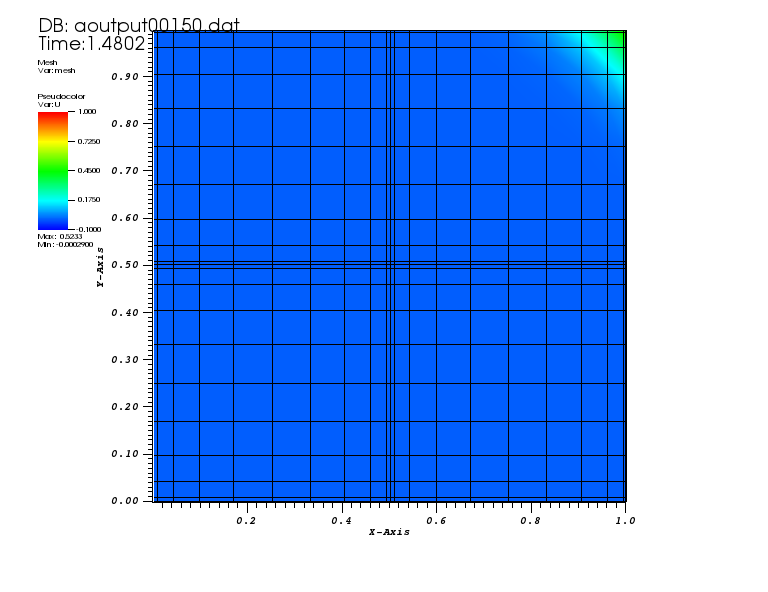 DB: aoutput00150.dat
Time:1.4802
Mesh
Var: mesh
Pseudocolor
Var: U
1.000
0.7250
0.4500
0.1750
-0.1000
Max: 0.5233
Min: -0.0002900
0.90
0.80
0.70
0.60
0.50
0.40
0.30
0.20
0.10
0.00
Y-Axis
0.2
0.4
0.6
0.8
1.0
X-Axis